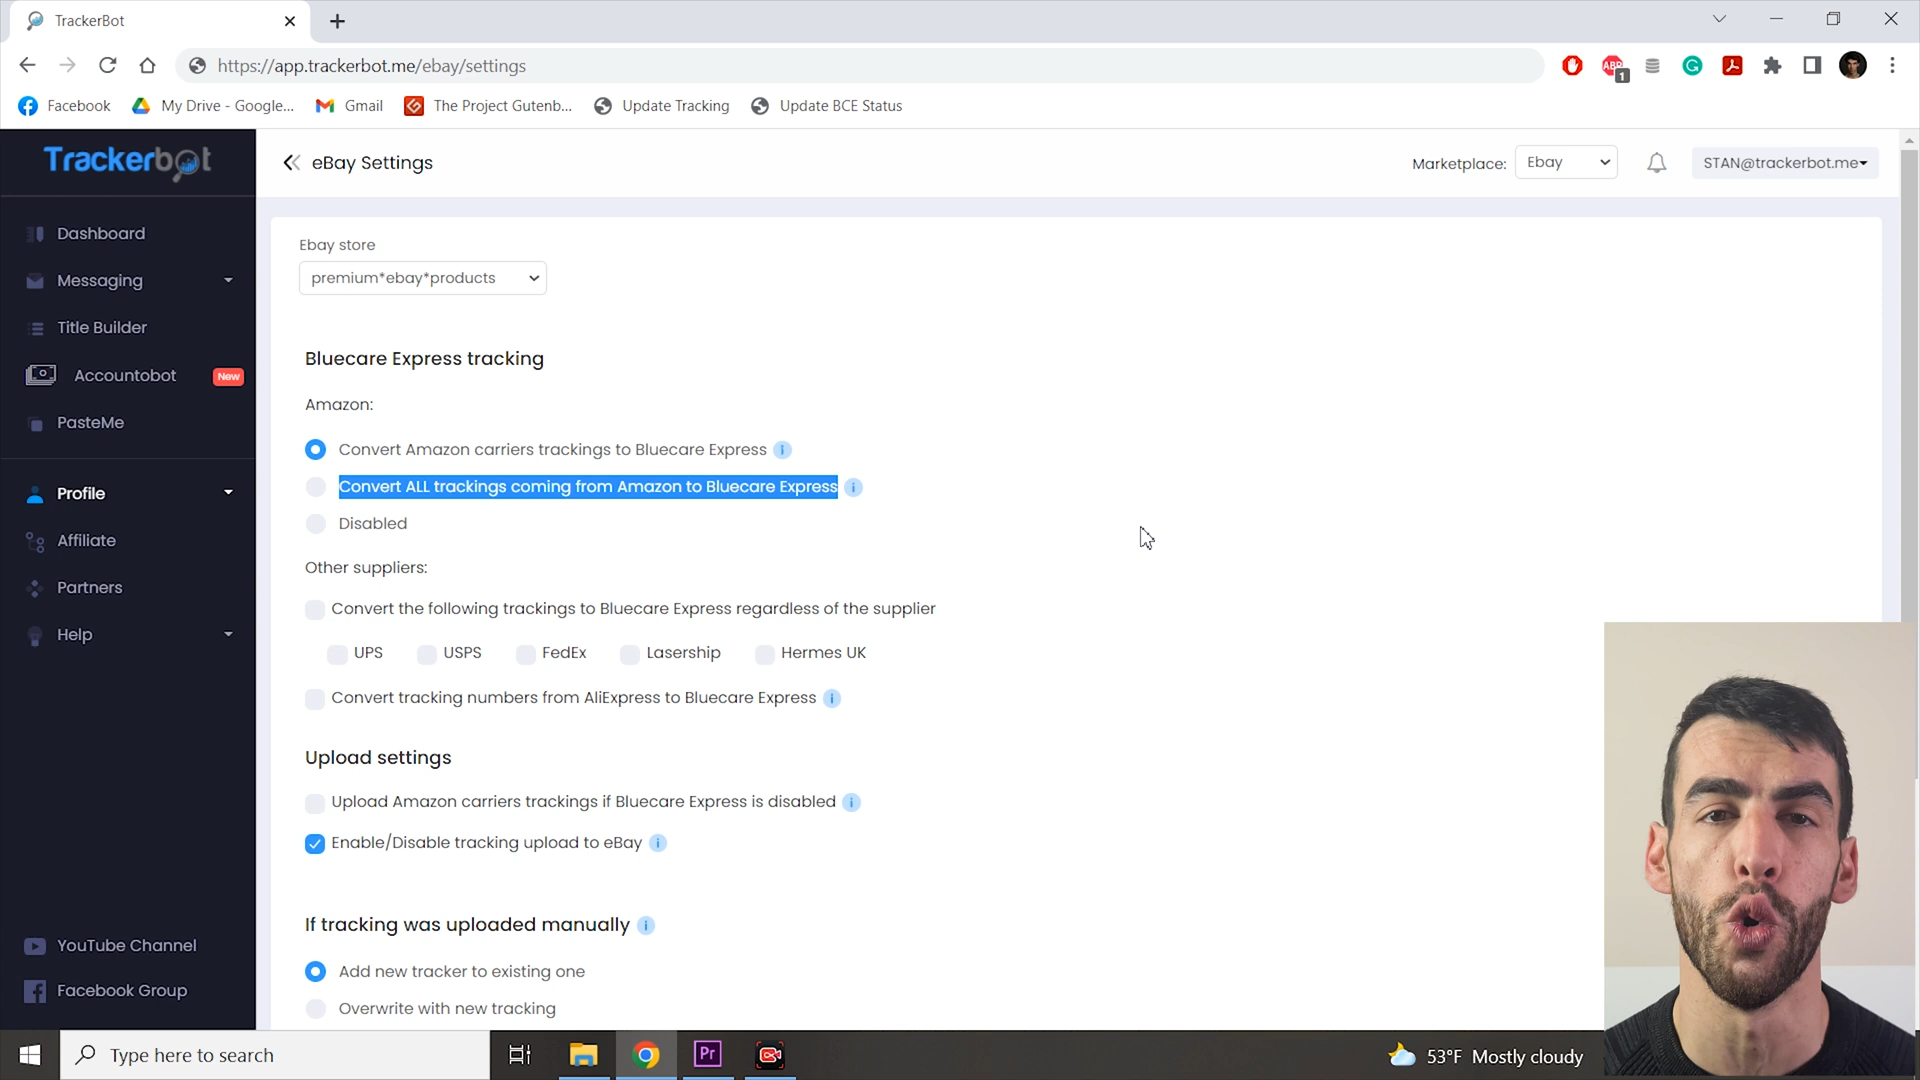 TrackerBot
https://app.trackerbot.me/ebay/settings
ABP 1
Facebook
My Drive - Google...
Gmail
The Project Gutenb...
Update Tracking
Update BCE Status
Trackerbot
eBay Settings
Marketplace:
Ebay
STAN@trackerbot.me
Dashboard
Messaging
Title Builder
Accountobot
New
PasteMe
Profile
Affiliate
Partners
Help
YouTube Channel
Facebook Group
Ebay store
premium*ebay*products
Bluecare Express tracking
Amazon:
Convert Amazon carriers trackings to Bluecare Express i
Convert ALL trackings coming from Amazon to Bluecare Express i
Disabled
Other suppliers:
Convert the following trackings to Bluecare Express regardless of the supplier
UPS USPS FedEx Lasership Hermes UK
Convert tracking numbers from AliExpress to Bluecare Express i
Upload settings
Upload Amazon carriers trackings if Bluecare Express is disabled i
Enable/Disable tracking upload to eBay i
If tracking was uploaded manually i
Add new tracker to existing one
Overwrite with new tracking
Type here to search
Pr
53°F Mostly cloudy